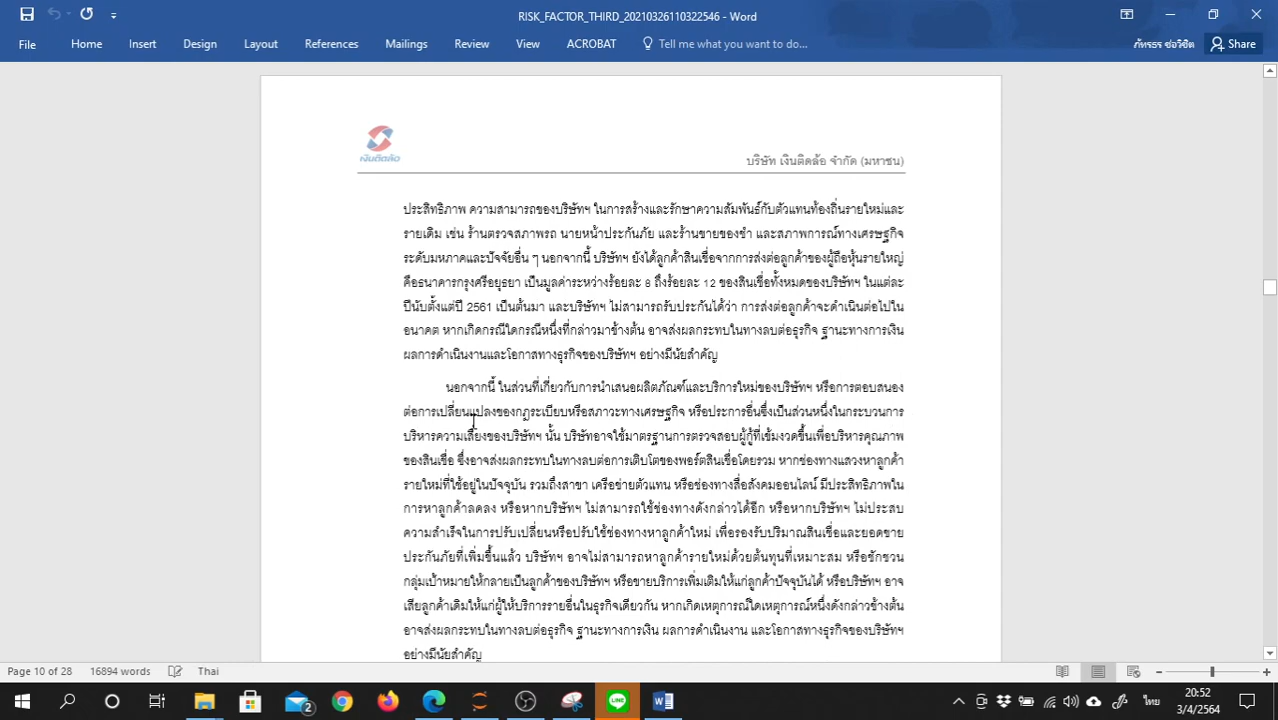 RISK_FACTOR_THIRD_20210326110322546 - Word
File Home Insert Design Layout References Mailings Review View ACROBAT Tell me what you want to do... ภัทรธร ช่อวิชิต Share
เงินติดล้อ
บริษัท เงินติดล้อ จำกัด (มหาชน)
ประสิทธิภาพ ความสามารถของบริษัทฯ ในการสร้างและรักษาความสัมพันธ์กับตัวแทนท้องถิ่นรายใหม่และ
รายเดิม เช่น ร้านตรวจสภาพรถ นายหน้าประกันภัย และร้านขายของชำ และสภาพการณ์ทางเศรษฐกิจ
ระดับมหภาคและปัจจัยอื่น ๆ นอกจากนี้ บริษัทฯ ยังได้ลูกค้าสินเชื่อจากการส่งต่อลูกค้าของผู้ถือหุ้นรายใหญ่
คือธนาคารกรุงศรีอยุธยา เป็นมูลค่าระหว่างร้อยละ 8 ถึงร้อยละ 12 ของสินเชื่อทั้งหมดของบริษัทฯ ในแต่ละ
ปีนับตั้งแต่ปี 2561 เป็นต้นมา และบริษัทฯ ไม่สามารถรับประกันได้ว่า การส่งต่อลูกค้าจะดำเนินต่อไปใน
อนาคต หากเกิดกรณีใดกรณีหนึ่งที่กล่าวมาข้างต้น อาจส่งผลกระทบในทางลบต่อธุรกิจ ฐานะทางการเงิน
ผลการดำเนินงานและโอกาสทางธุรกิจของบริษัทฯ อย่างมีนัยสำคัญ
นอกจากนี้ ในส่วนที่เกี่ยวกับการนำเสนอผลิตภัณฑ์และบริการใหม่ของบริษัทฯ หรือการตอบสนอง
ต่อการเปลี่ยนแปลงของกฎระเบียบหรือสภาวะทางเศรษฐกิจ หรือประการอื่นซึ่งเป็นส่วนหนึ่งในกระบวนการ
บริหารความเสี่ยงของบริษัทฯ นั้น บริษัทอาจใช้มาตรฐานการตรวจสอบผู้กู้ที่เข้มงวดขึ้นเพื่อบริหารคุณภาพ
ของสินเชื่อ ซึ่งอาจส่งผลกระทบในทางลบต่อการเติบโตของพอร์ตสินเชื่อโดยรวม หากช่องทางแสวงหาลูกค้า
รายใหม่ที่ใช้อยู่ในปัจจุบัน รวมถึงสาขา เครือข่ายตัวแทน หรือช่องทางสื่อสังคมออนไลน์ มีประสิทธิภาพใน
การหาลูกค้าลดลง หรือหากบริษัทฯ ไม่สามารถใช้ช่องทางดังกล่าวได้อีก หรือหากบริษัทฯ ไม่ประสบ
ความสำเร็จในการปรับเปลี่ยนหรือปรับใช้ช่องทางหาลูกค้าใหม่ เพื่อรองรับปริมาณสินเชื่อและยอดขาย
ประกันภัยที่เพิ่มขึ้นแล้ว บริษัทฯ อาจไม่สามารถหาลูกค้ารายใหม่ด้วยต้นทุนที่เหมาะสม หรือชักชวน
กลุ่มเป้าหมายให้กลายเป็นลูกค้าของบริษัทฯ หรือขายบริการเพิ่มเติมให้แก่ลูกค้าปัจจุบันได้ หรือบริษัทฯ อาจ
เสียลูกค้าเดิมให้แก่ผู้ให้บริการรายอื่นในธุรกิจเดียวกัน หากเกิดเหตุการณ์ใดเหตุการณ์หนึ่งดังกล่าวข้างต้น
อาจส่งผลกระทบในทางลบต่อธุรกิจ ฐานะทางการเงิน ผลการดำเนินงาน และโอกาสทางธุรกิจของบริษัทฯ
อย่างมีนัยสำคัญ
Page 10 of 28 16894 words Thai
2 LINE ไทย 20:52
3/4/2564